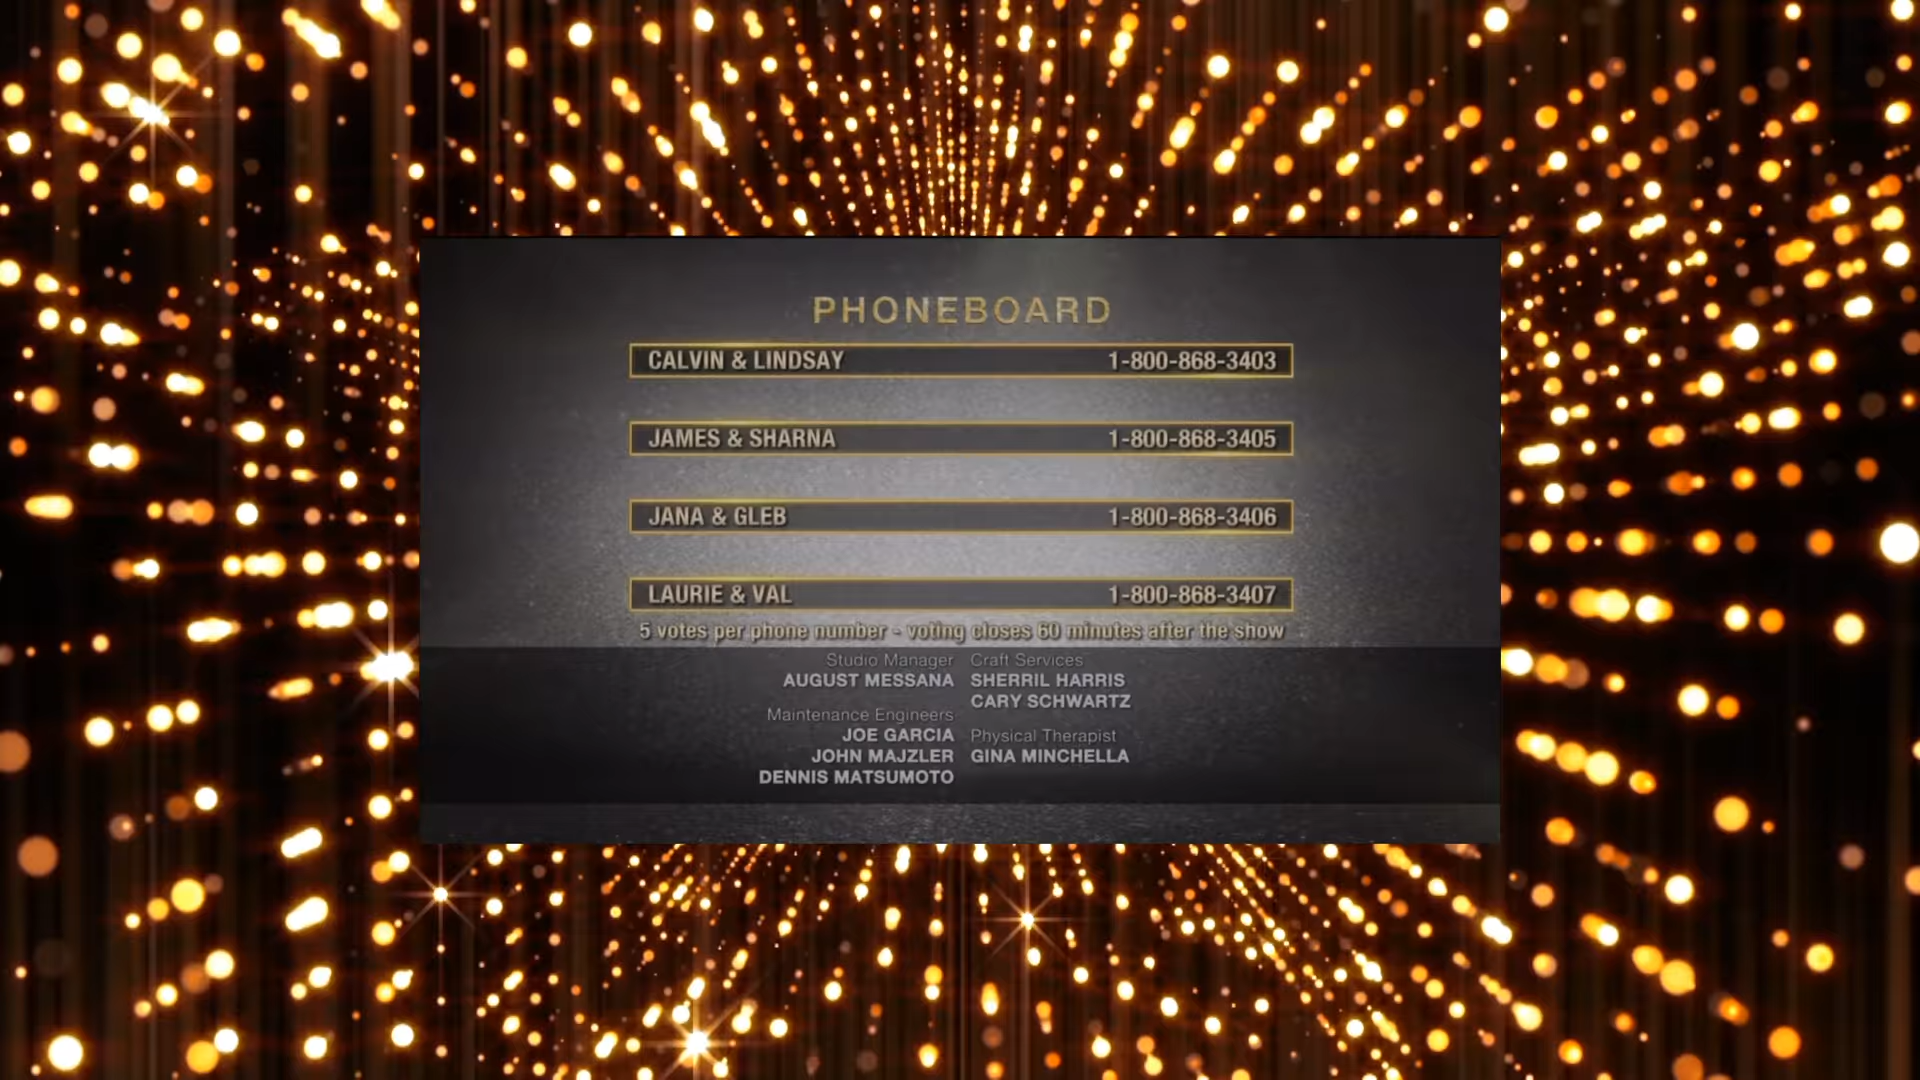 PHONEBOARD
CALVIN & LINDSAY 1-800-868-3403
JAMES & SHARNA 1-800-868-3405
JANA & GLEB 1-800-868-3406
LAURIE & VAL 1-800-868-3407
5 votes per phone number - voting closes 60 minutes after the show
Studio Manager
AUGUST MESSANA
Maintenance Engineers
JOE GARCIA
JOHN MAJZLER
DENNIS MATSUMOTO
Craft Services
SHERRIL HARRIS
CARY SCHWARTZ
Physical Therapist
GINA MINCHELLA